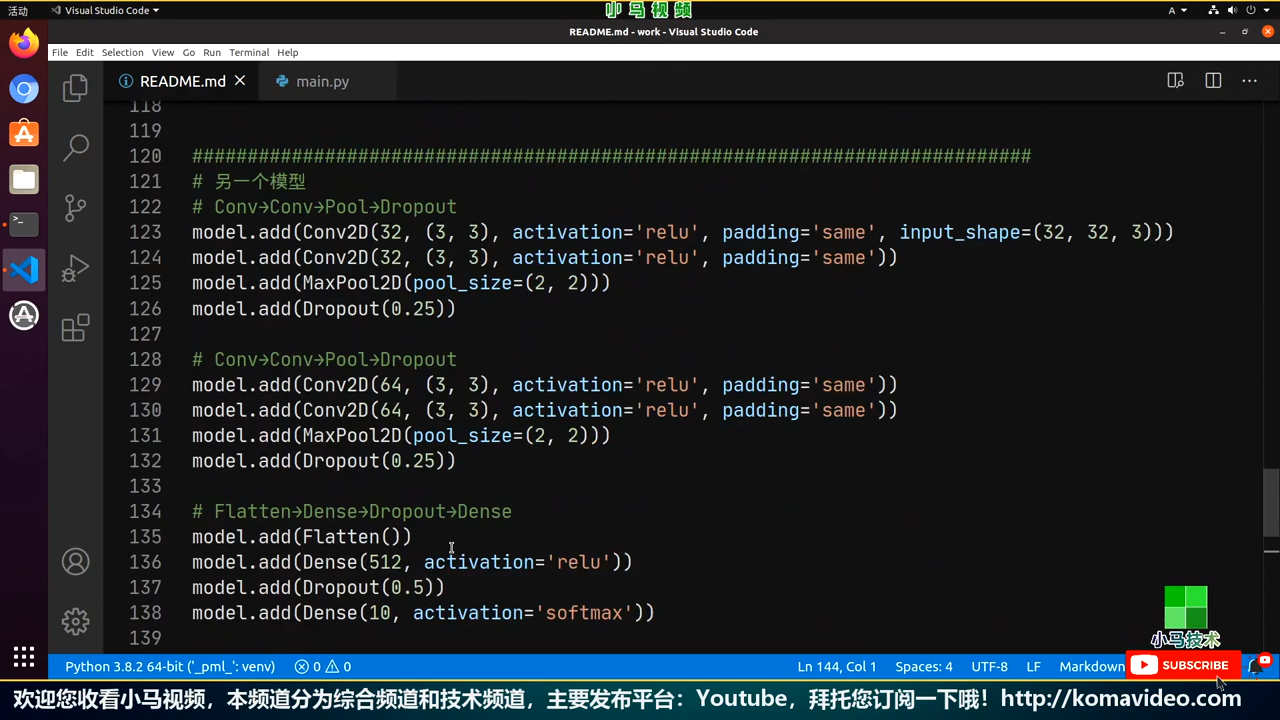 活动
Visual Studio Code
小马视频
A
README.md - work - Visual Studio Code
File Edit Selection View Go Run Terminal Help
README.md
main.py
118
119
120 ############################################################################
121 # 另一个模型
122 # Conv→Conv→Pool→Dropout
123 model.add(Conv2D(32, (3, 3), activation='relu', padding='same', input_shape=(32, 32, 3)))
124 model.add(Conv2D(32, (3, 3), activation='relu', padding='same'))
125 model.add(MaxPool2D(pool_size=(2, 2)))
126 model.add(Dropout(0.25))
127
128 # Conv→Conv→Pool→Dropout
129 model.add(Conv2D(64, (3, 3), activation='relu', padding='same'))
130 model.add(Conv2D(64, (3, 3), activation='relu', padding='same'))
131 model.add(MaxPool2D(pool_size=(2, 2)))
132 model.add(Dropout(0.25))
133
134 # Flatten→Dense→Dropout→Dense
135 model.add(Flatten())
136 model.add(Dense(512, activation='relu'))
137 model.add(Dropout(0.5))
138 model.add(Dense(10, activation='softmax'))
139
小马技术
SUBSCRIBE
Python 3.8.2 64-bit ('_pml_': venv) 0 0 Ln 144, Col 1 Spaces: 4 UTF-8 LF Markdown
欢迎您收看小马视频，本频道分为综合频道和技术频道，主要发布平台：Youtube，拜托您订阅一下哦！http://komavideo.com